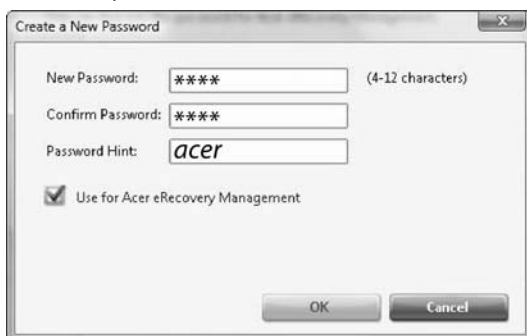 Create a New Password
New Password: **** (4-12 characters)
Confirm Password: ****
Password Hint: acer
Use for Acer eRecovery Management
OK Cancel